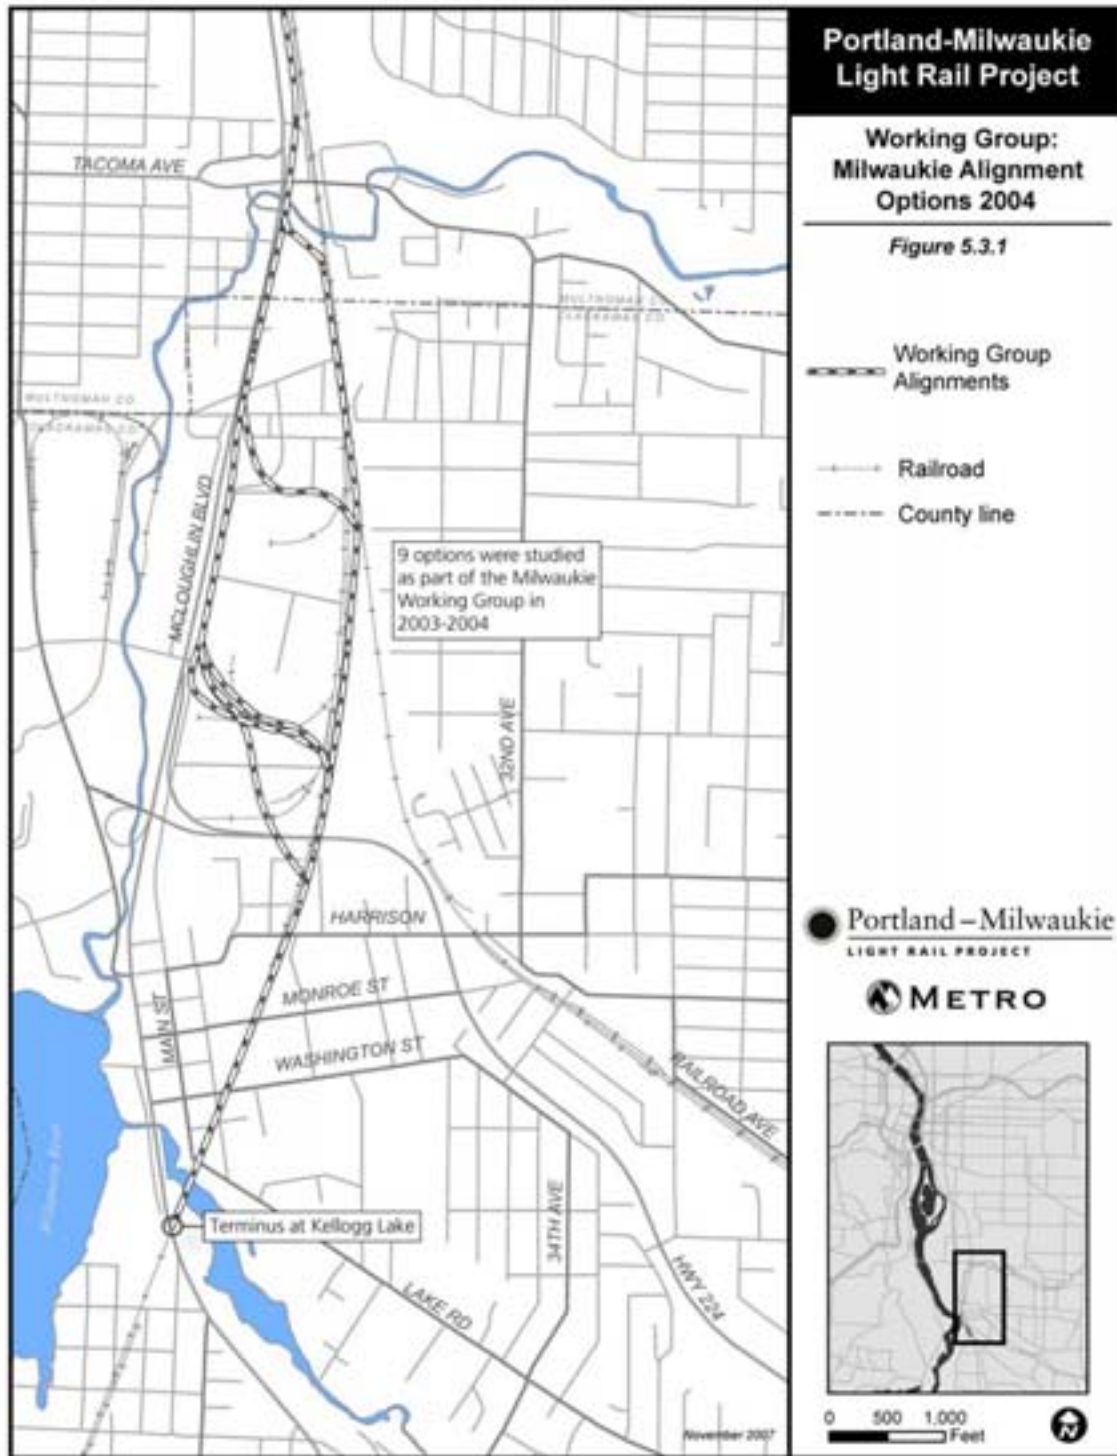 Portland-Milwaukie
Light Rail Project
Working Group:
Milwaukie Alignment
Options 2004
Figure 5.3.1
Working Group
Alignments
Railroad
County line
TACOMA AVE
MULTNOMAH CO
CLACKAMAS CO
MULTNOMAH CO
CLACKAMAS CO
MCLOUGHLIN BLVD
9 options were studied
as part of the Milwaukie
Working Group in
2003-2004
32ND AVE
HARRISON
MONROE ST
MAIN ST
WASHINGTON ST
RAILROAD AVE
34TH AVE
Terminus at Kellogg Lake
HWY 224
LAKE RD
November 2007
Portland – Milwaukie
LIGHT RAIL PROJECT
METRO
0 500 1,000
Feet
N